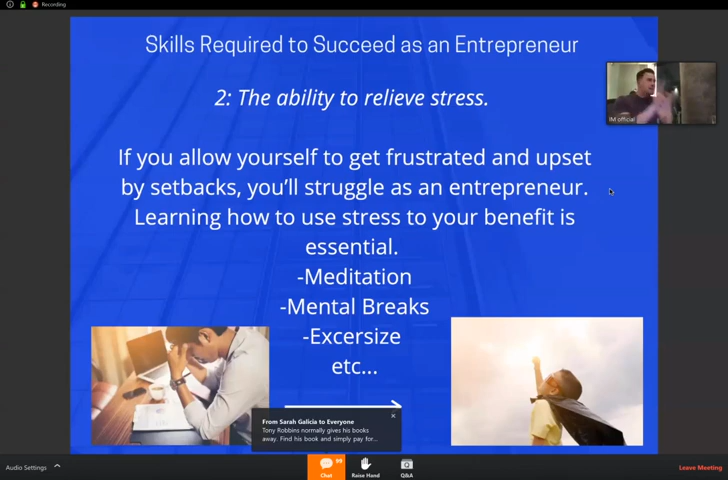 Recording
Skills Required to Succeed as an Entrepreneur
2: The ability to relieve stress.
IM official
If you allow yourself to get frustrated and upset
by setbacks, you'll struggle as an entrepreneur.
Learning how to use stress to your benefit is
essential.
-Meditation
-Mental Breaks
-Excersize
etc...
From Sarah Galicia to Everyone
Tony Robbins normally gives his books
away. Find his book and simply pay for...
Audio Settings
99
Chat
Raise Hand
Q&A
Leave Meeting